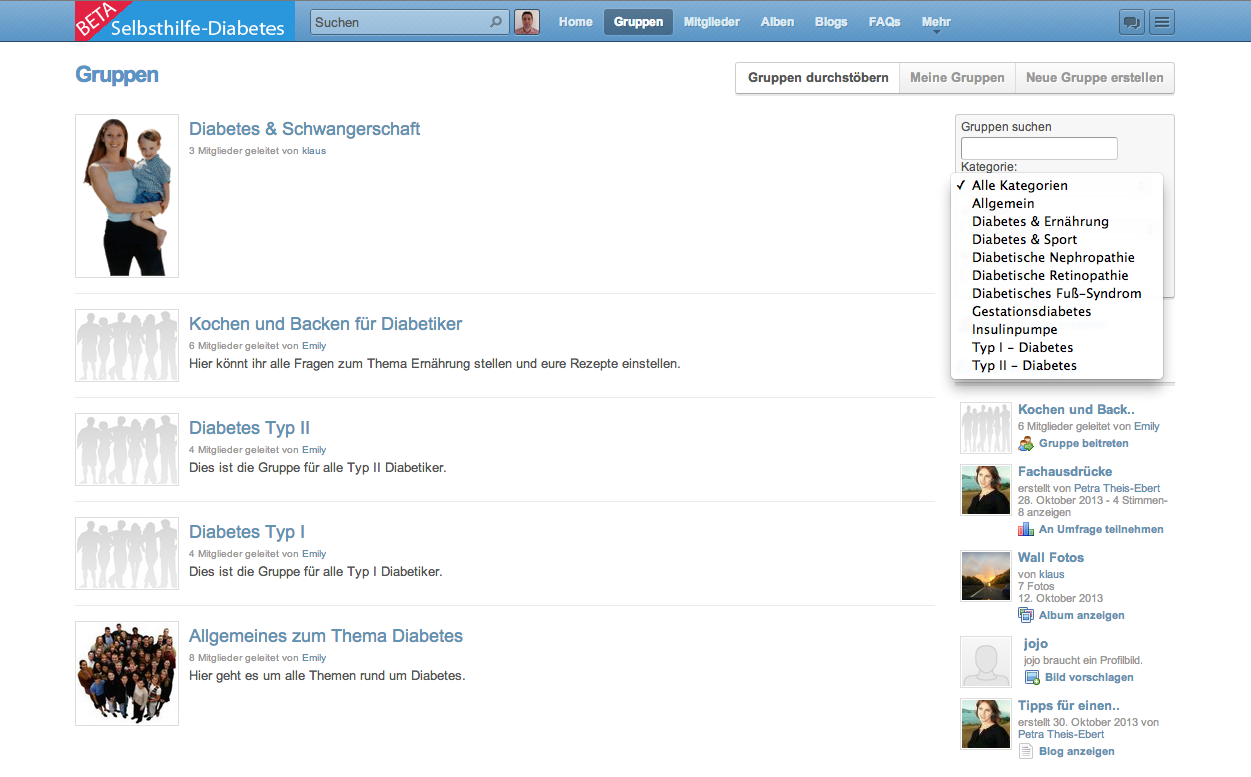 BETA
Selbsthilfe-Diabetes
Suchen
Home
Gruppen
Mitglieder
Alben
Blogs
FAQs
Mehr
Gruppen
Gruppen durchstöbern
Meine Gruppen
Neue Gruppe erstellen
Diabetes & Schwangerschaft
3 Mitglieder geleitet von klaus
Kochen und Backen für Diabetiker
6 Mitglieder geleitet von Emily
Hier könnt ihr alle Fragen zum Thema Ernährung stellen und eure Rezepte einstellen.
Diabetes Typ II
4 Mitglieder geleitet von Emily
Dies ist die Gruppe für alle Typ II Diabetiker.
Diabetes Typ I
4 Mitglieder geleitet von Emily
Dies ist die Gruppe für alle Typ I Diabetiker.
Allgemeines zum Thema Diabetes
8 Mitglieder geleitet von Emily
Hier geht es um alle Themen rund um Diabetes.
Gruppen suchen
Kategorie:
✓ Alle Kategorien
Allgemein
Diabetes & Ernährung
Diabetes & Sport
Diabetische Nephropathie
Diabetische Retinopathie
Diabetisches Fuß-Syndrom
Gestationsdiabetes
Insulinpumpe
Typ I - Diabetes
Typ II - Diabetes
Kochen und Back..
6 Mitglieder geleitet von Emily
Gruppe beitreten
Fachausdrücke
erstellt von Petra Theis-Ebert
28. Oktober 2013 - 4 Stimmen-
8 anzeigen
An Umfrage teilnehmen
Wall Fotos
von klaus
7 Fotos
12. Oktober 2013
Album anzeigen
jojo
jojo braucht ein Profilbild.
Bild vorschlagen
Tipps für einen..
erstellt 30. Oktober 2013 von
Petra Theis-Ebert
Blog anzeigen